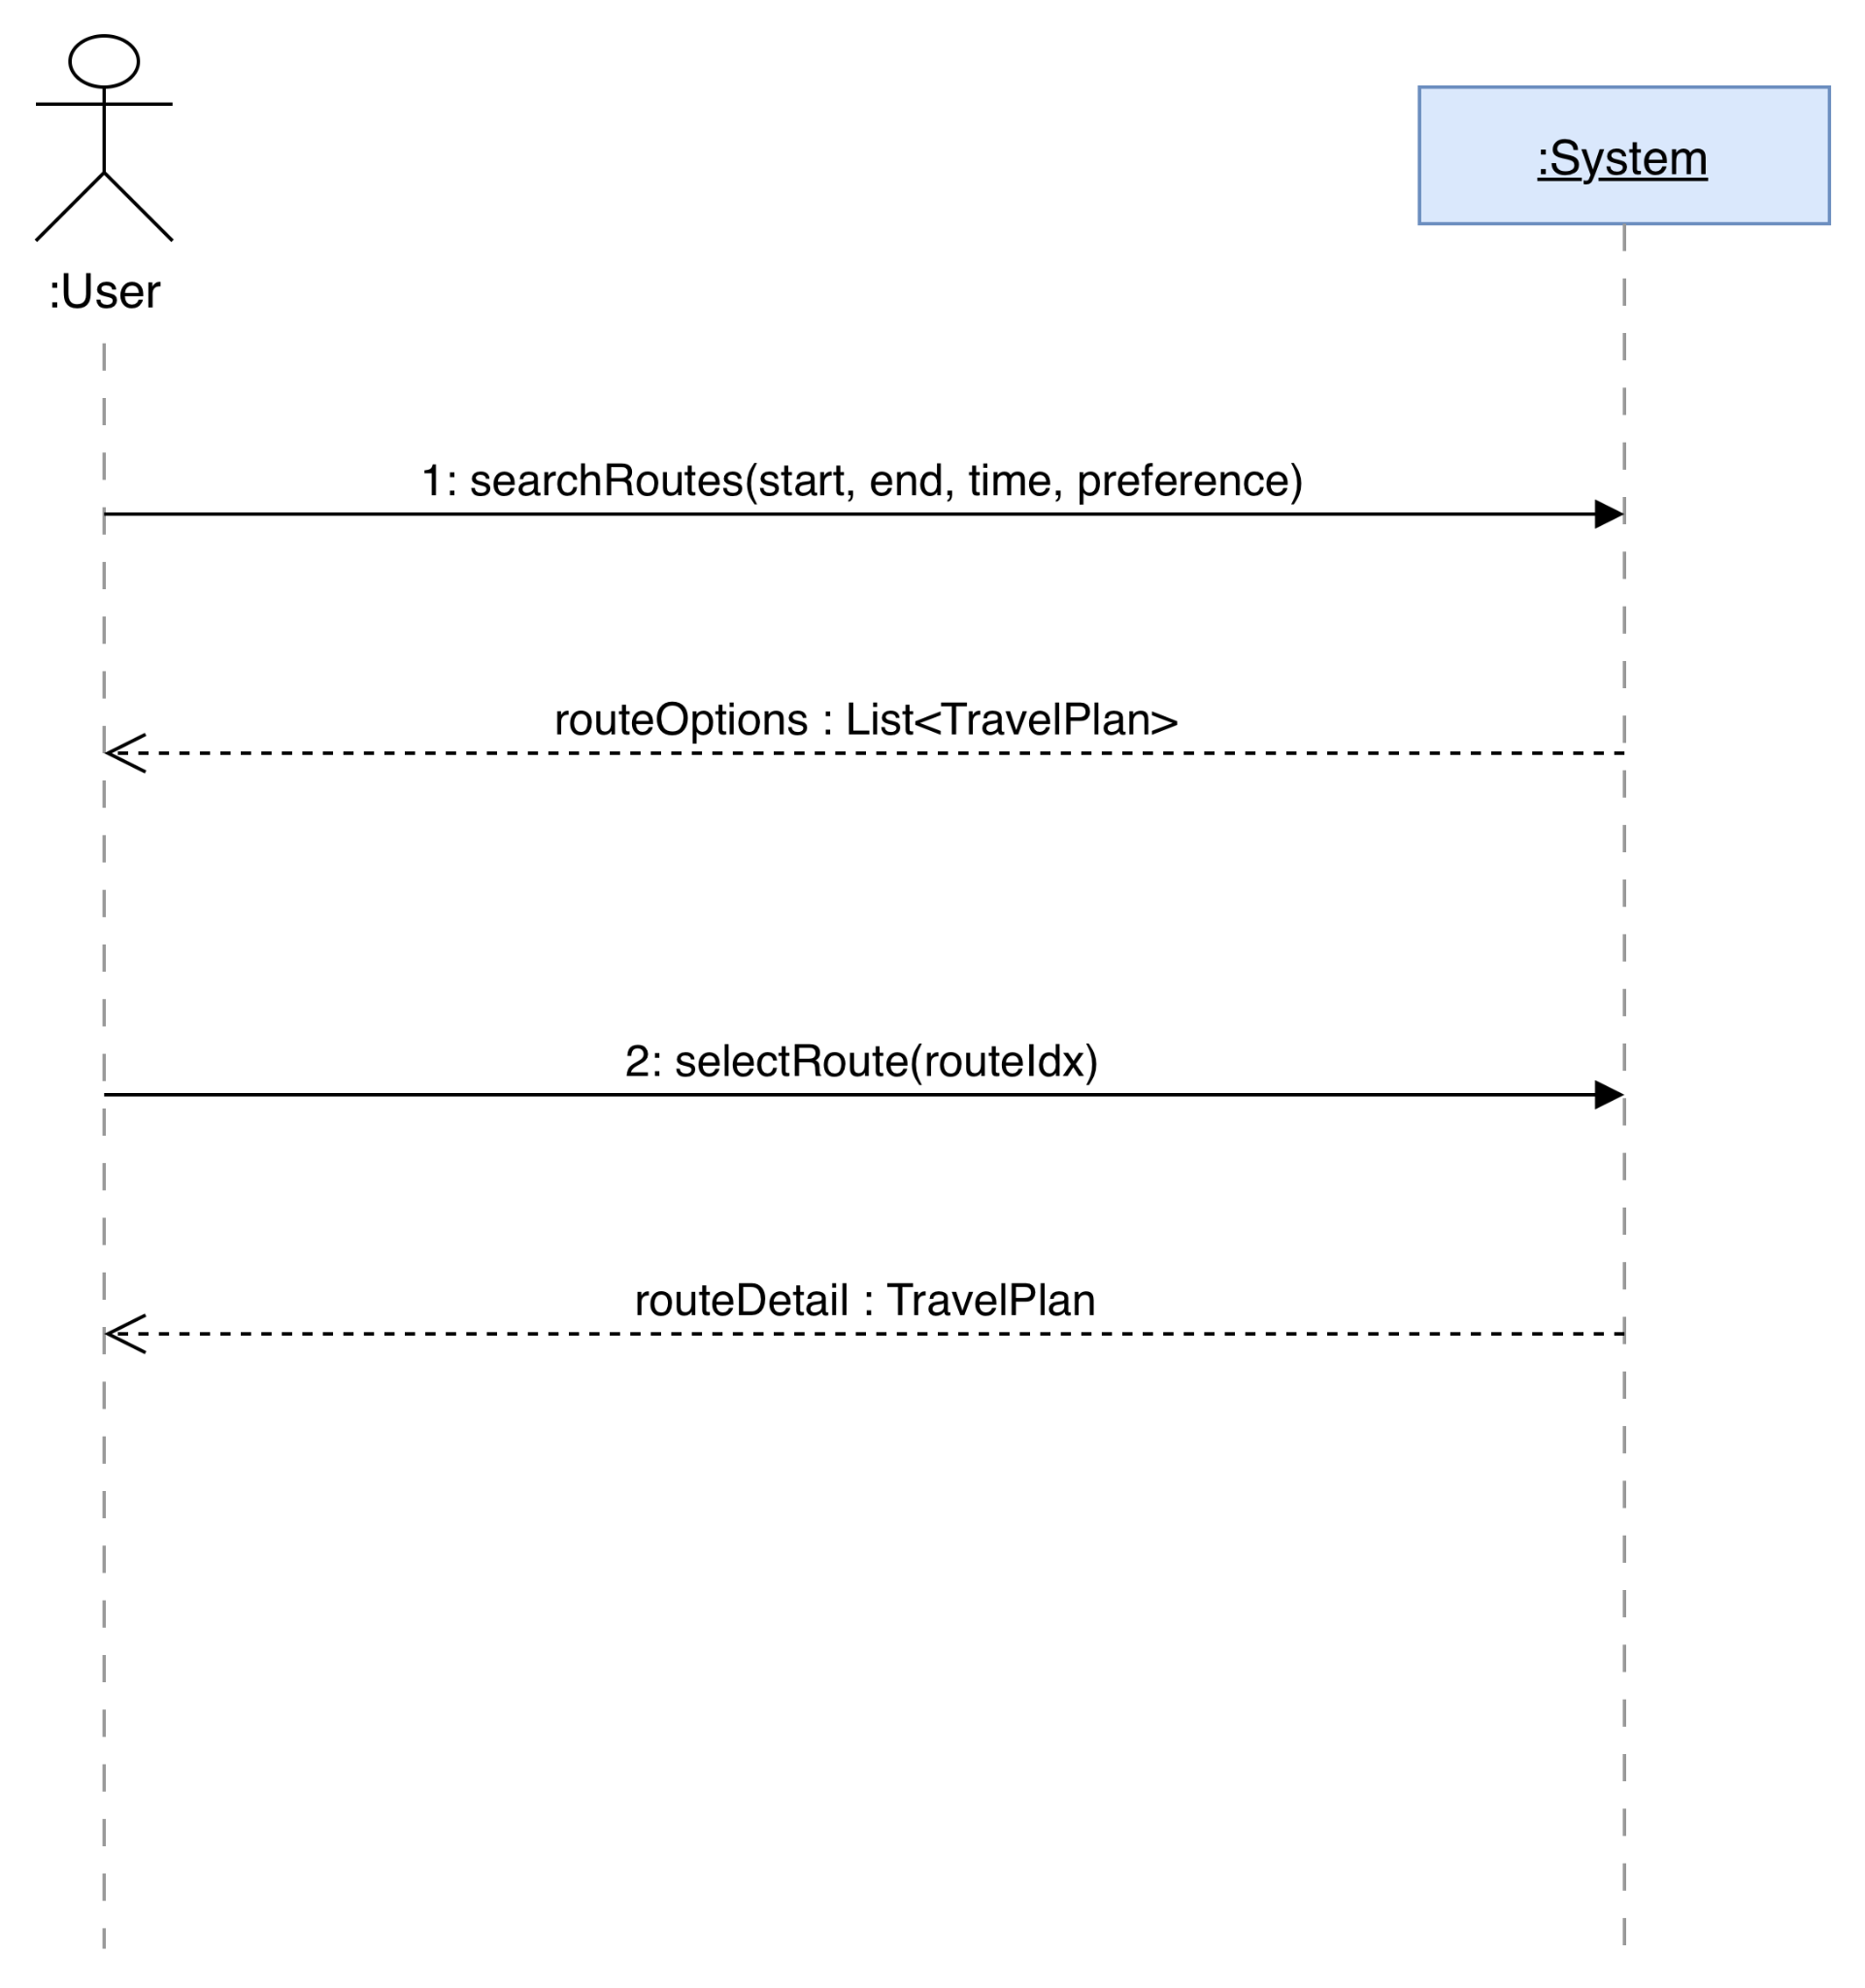 :System
:User
1: searchRoutes(start, end, time, preference)
routeOptions : List<TravelPlan>
2: selectRoute(routeIdx)
routeDetail : TravelPlan